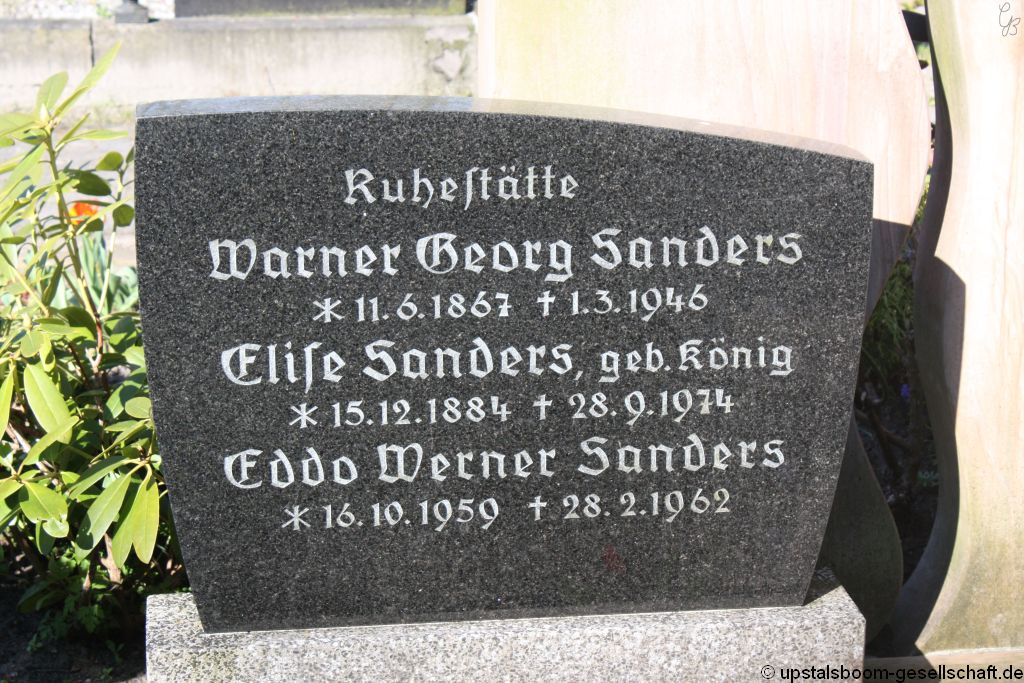 Ruheſtätte
Warner Georg Sanders
* 11.6.1867 † 1.3.1946
Eliſe Sanders, geb. König
* 15.12.1884 † 28.9.1974
Eddo Werner Sanders
* 16.10.1959 † 28.2.1962
© upstalsboom-gesellschaft.de